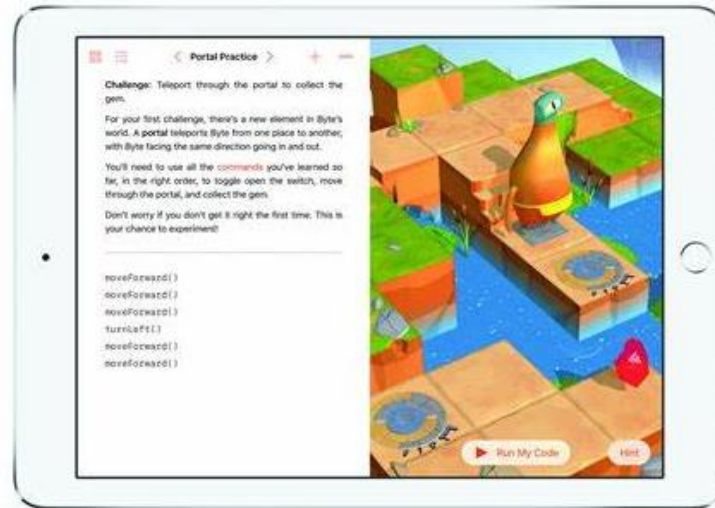 Portal Practice
Challenge: Teleport through the portal to collect the
gem.
For your first challenge, there's a new element in Byte's
world. A portal teleports Byte from one place to another,
with Byte facing the same direction going in and out.
You'll need to use all the commands you've learned so
far, in the right order, to toggle open the switch, move
through the portal, and collect the gem.
Don't worry if you don't get it right the first time. This is
your chance to experiment!
moveForward()
moveForward()
moveForward()
turnLeft()
moveForward()
moveForward()
Run My Code
Hint